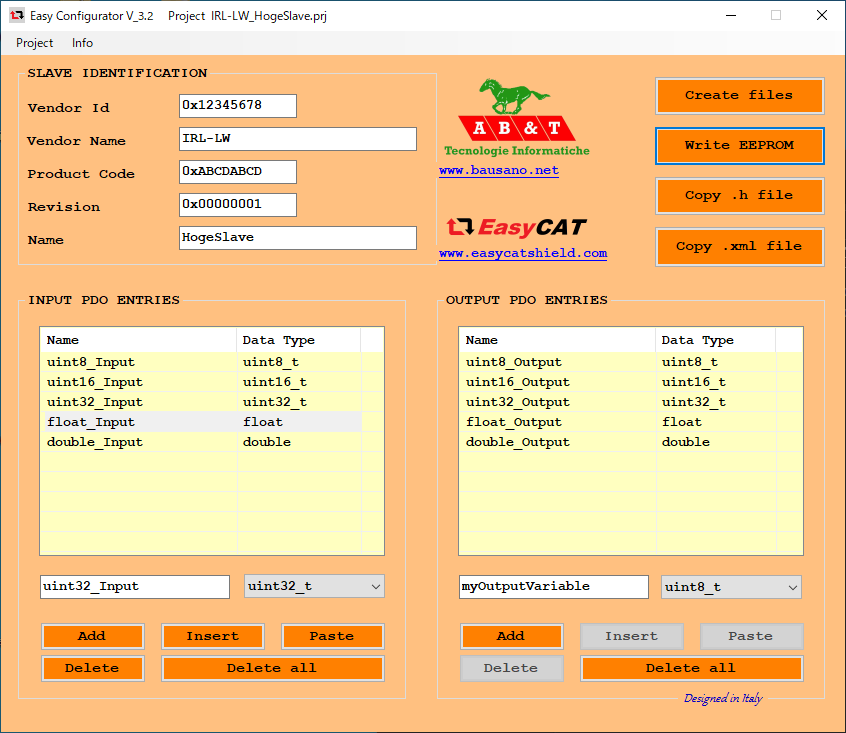 Easy Configurator V_3.2 Project IRL-LW_HogeSlave.prj
Project Info
SLAVE IDENTIFICATION
Vendor Id 0x12345678
Vendor Name IRL-LW
Product Code 0xABCDABCD
Revision 0x00000001
Name HogeSlave
AB&T
Tecnologie Informatiche
www.bausano.net
EasyCAT
www.easycatshield.com
Create files
Write EEPROM
Copy .h file
Copy .xml file
INPUT PDO ENTRIES
Name Data Type
uint8_Input uint8_t
uint16_Input uint16_t
uint32_Input uint32_t
float_Input float
double_Input double
uint32_Input uint32_t
Add Insert Paste
Delete Delete all
OUTPUT PDO ENTRIES
Name Data Type
uint8_Output uint8_t
uint16_Output uint16_t
uint32_Output uint32_t
float_Output float
double_Output double
myOutputVariable uint8_t
Add Insert Paste
Delete Delete all
Designed in Italy